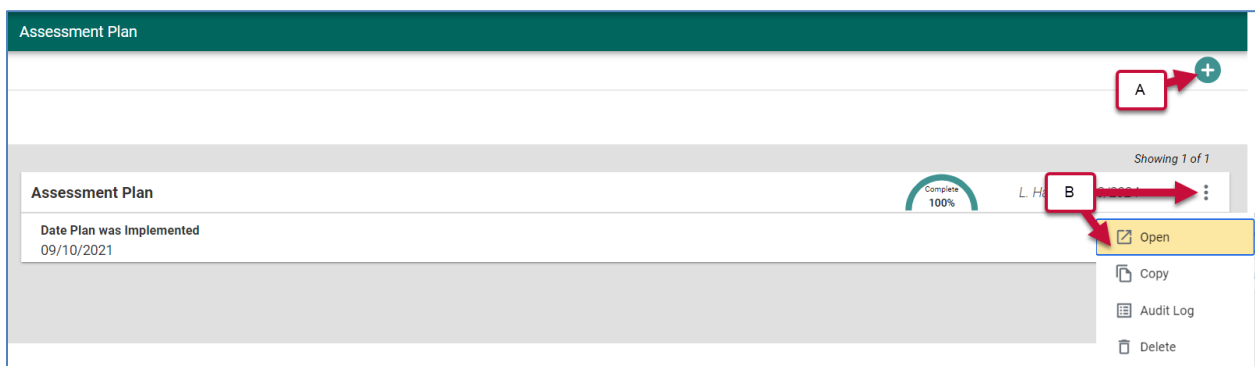 Assessment Plan
A
Showing 1 of 1
Assessment Plan
Complete
100%
L.
B
Date Plan was Implemented
09/10/2021
Open
Copy
Audit Log
Delete